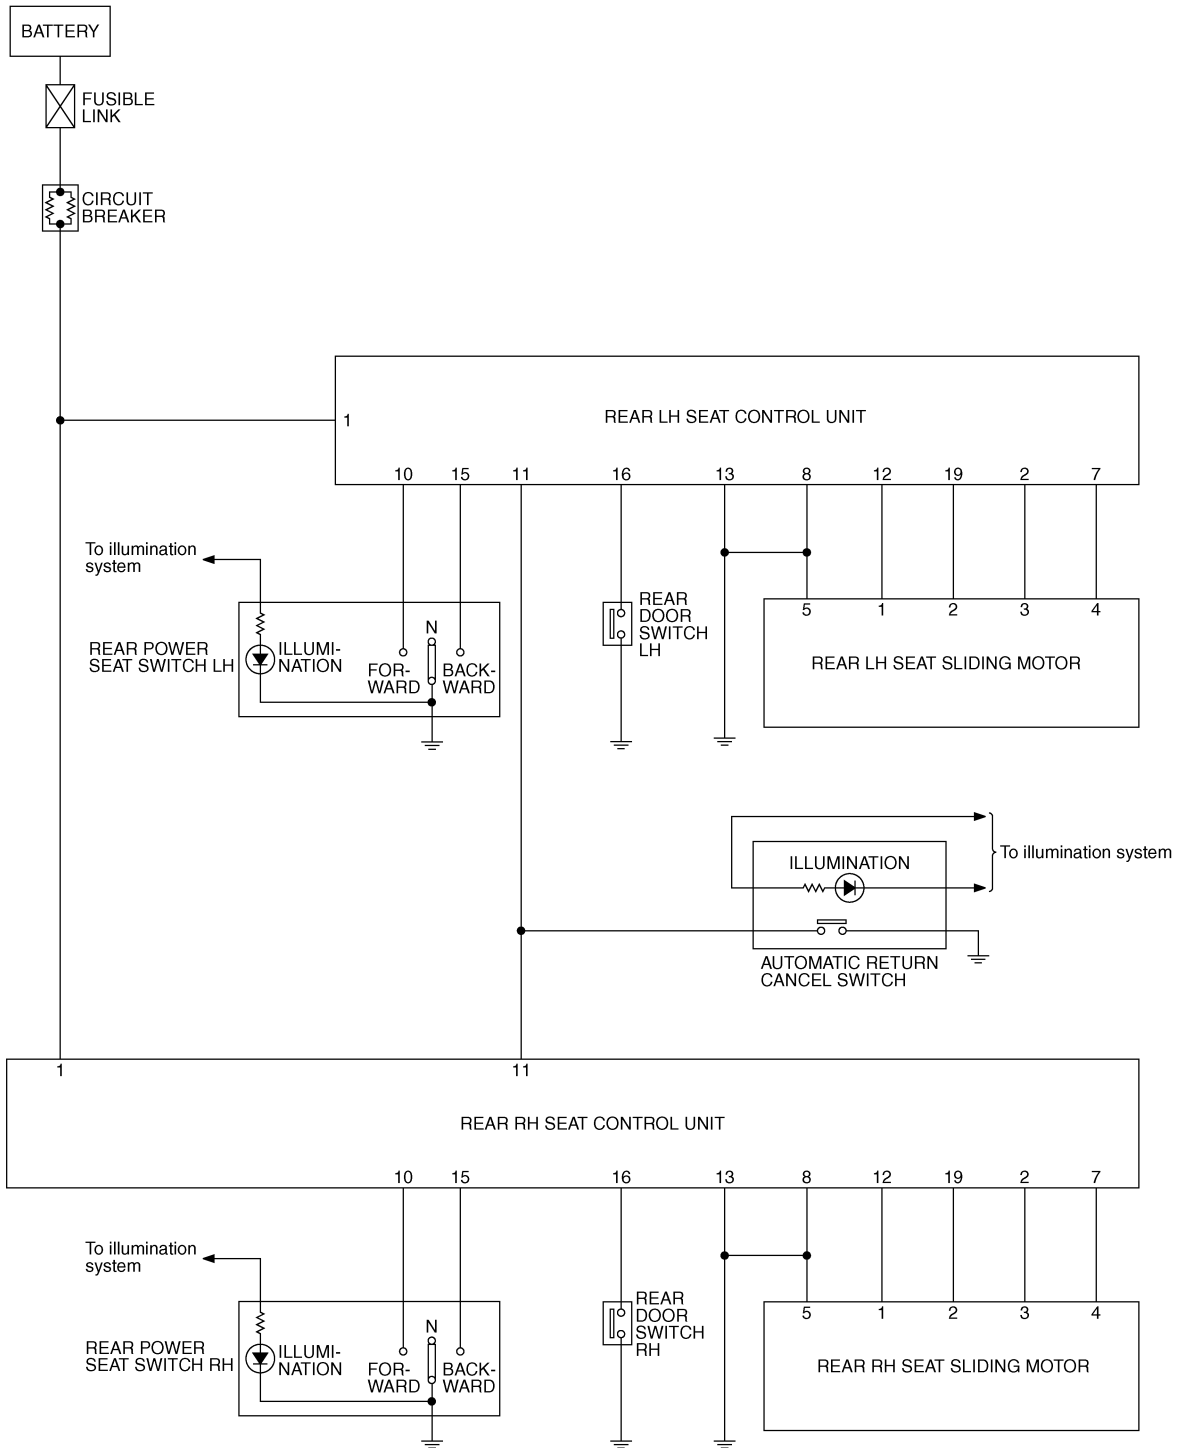 BATTERY
FUSIBLE
LINK
CIRCUIT
BREAKER
1
REAR LH SEAT CONTROL UNIT
10 15 11 16 13 8 12 19 2 7
To illumination
system
REAR POWER
SEAT SWITCH LH
ILLUMI-
NATION
FOR-
WARD
N
BACK-
WARD
REAR
DOOR
SWITCH
LH
5 1 2 3 4
REAR LH SEAT SLIDING MOTOR
ILLUMINATION
To illumination system
AUTOMATIC RETURN
CANCEL SWITCH
1 11
REAR RH SEAT CONTROL UNIT
10 15 16 13 8 12 19 2 7
To illumination
system
REAR POWER
SEAT SWITCH RH
ILLUMI-
NATION
FOR-
WARD
N
BACK-
WARD
REAR
DOOR
SWITCH
RH
5 1 2 3 4
REAR RH SEAT SLIDING MOTOR